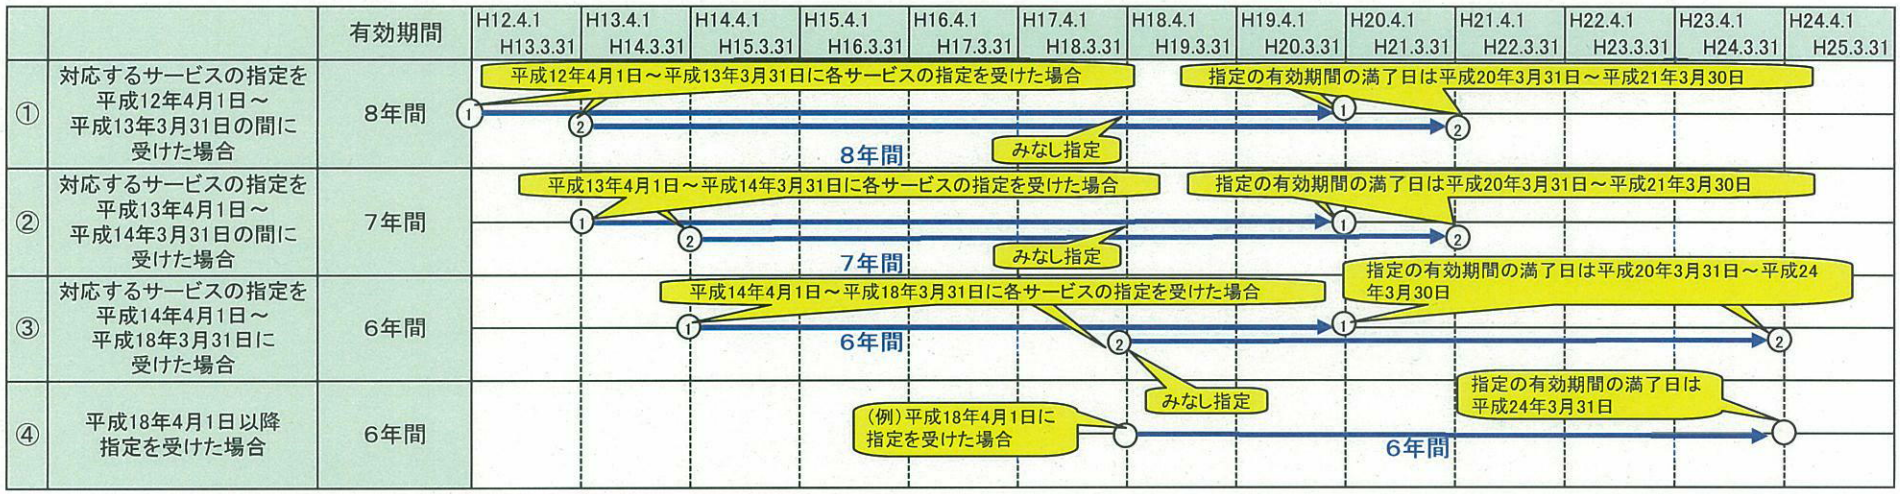 有効期間
H12.4.1 H13.4.1 H14.4.1 H15.4.1 H16.4.1 H17.4.1 H18.4.1 H19.4.1 H20.4.1 H21.4.1 H22.4.1 H23.4.1 H24.4.1
H13.3.31 H14.3.31 H15.3.31 H16.3.31 H17.3.31 H18.3.31 H19.3.31 H20.3.31 H21.3.31 H22.3.31 H23.3.31 H24.3.31 H25.3.31
①
対応するサービスの指定を
平成12年4月1日～
平成13年3月31日の間に
受けた場合
8年間
平成12年4月1日～平成13年3月31日に各サービスの指定を受けた場合
指定の有効期間の満了日は平成20年3月31日～平成21年3月30日
① ①
② ②
みなし指定
8年間
②
対応するサービスの指定を
平成13年4月1日～
平成14年3月31日の間に
受けた場合
7年間
平成13年4月1日～平成14年3月31日に各サービスの指定を受けた場合
指定の有効期間の満了日は平成20年3月31日～平成21年3月30日
① ①
② ②
みなし指定
7年間
③
対応するサービスの指定を
平成14年4月1日～
平成18年3月31日に
受けた場合
6年間
平成14年4月1日～平成18年3月31日に各サービスの指定を受けた場合
指定の有効期間の満了日は平成20年3月31日～平成24
年3月30日
① ①
6年間
② ②
みなし指定
④
平成18年4月1日以降
指定を受けた場合
6年間
（例）平成18年4月1日に
指定を受けた場合
指定の有効期間の満了日は
平成24年3月31日
6年間